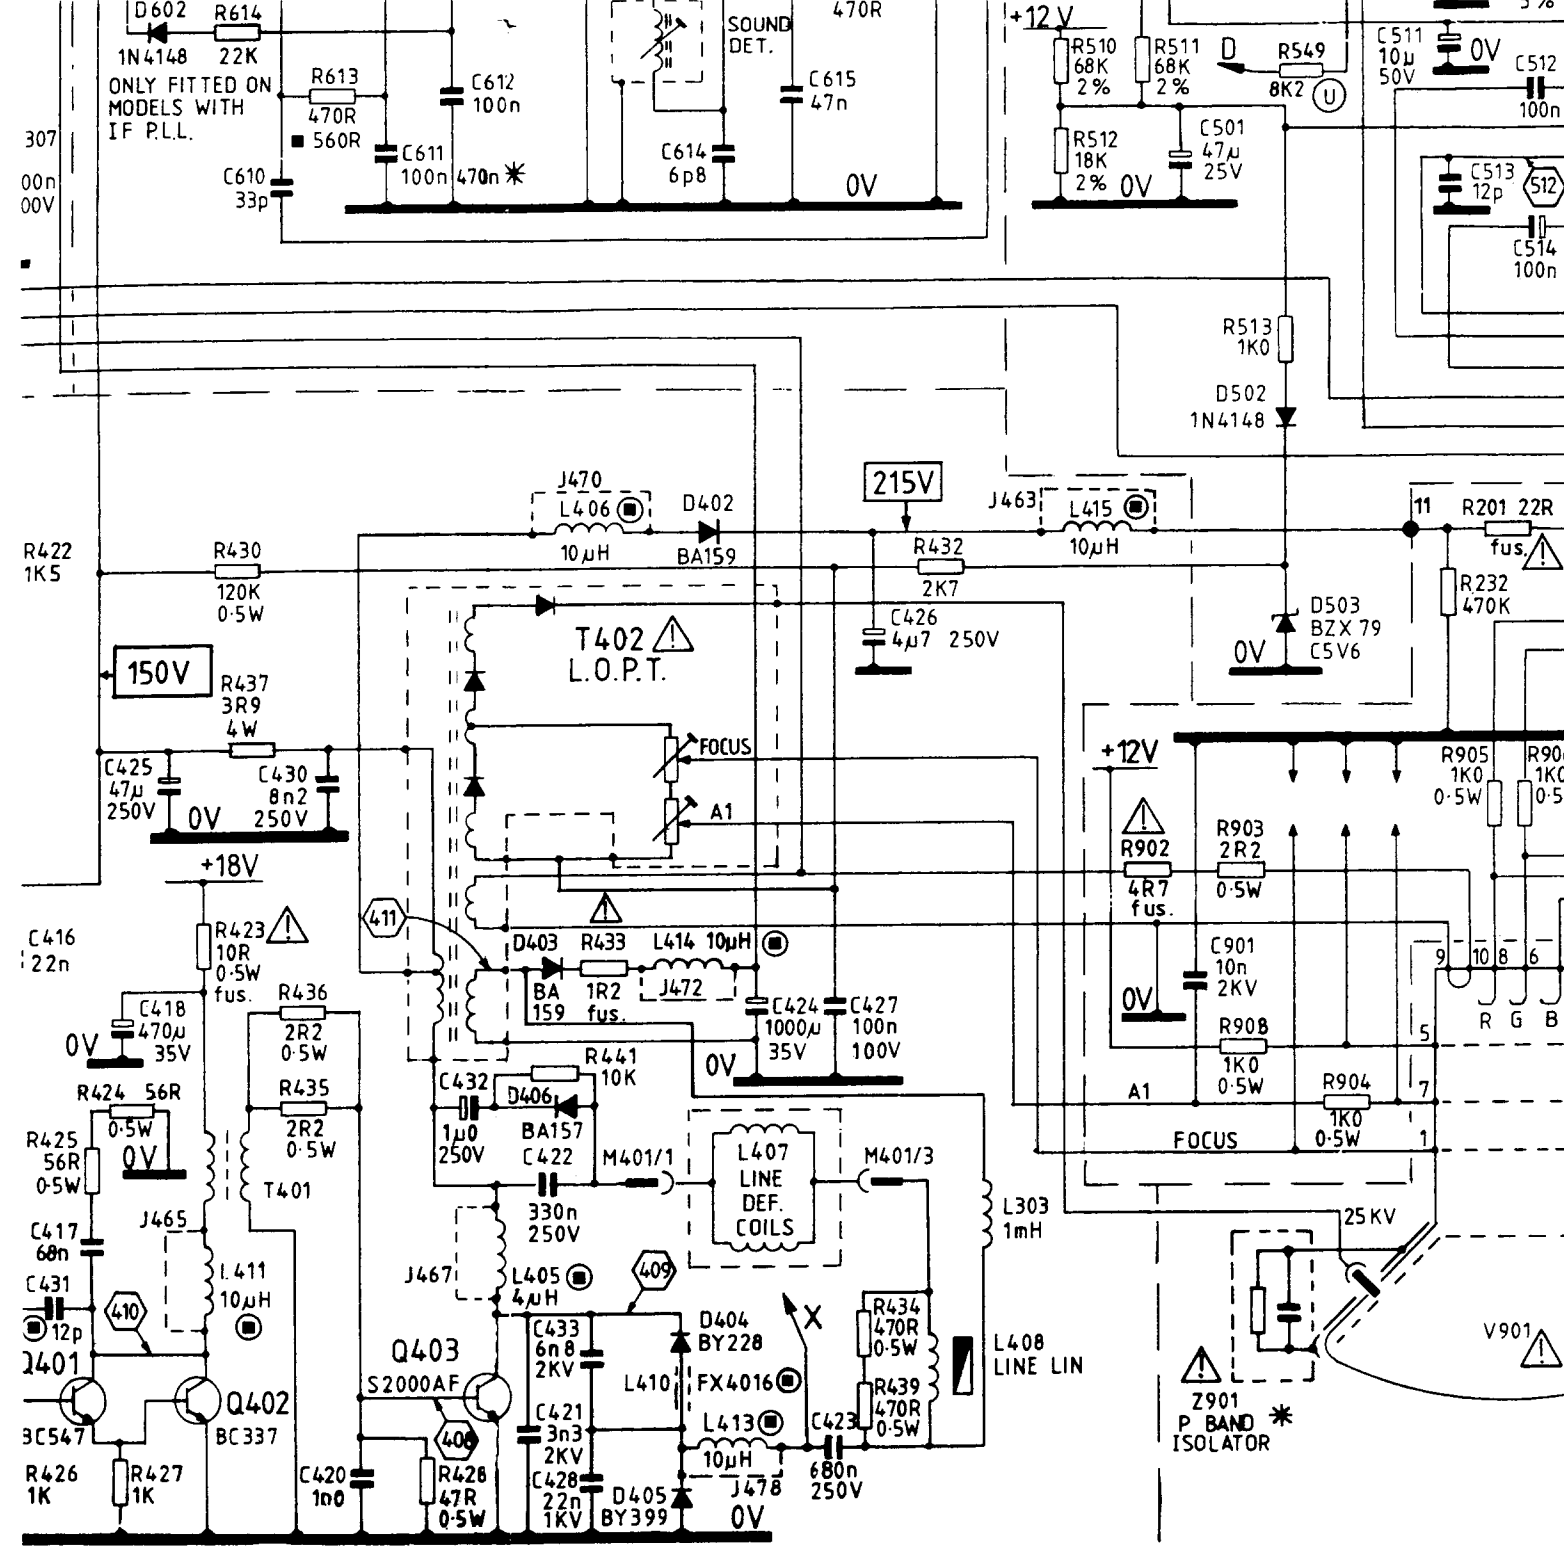 D602
R614
1N4148
22K
ONLY FITTED ON
MODELS WITH
IF P.L.L.
R613
470R
■ 560R
C612
100n
C611
100n 470n ✳
C610
33p
SOUND
DET.
470R
C615
47n
C614
6p8
0V
+12V
R510
68K
2%
R511
68K
2%
R512
18K
2%
C501
47µ
25V
0V
D
R549
8K2
U
5%
C511
10µ
50V
0V
C512
100n
C513
12p
512
C514
100n
307
00n
00V
R513
1K0
D502
1N4148
J470
L406
10µH
D402
BA159
215V
J463
L415
10µH
11
R201 22R
fus.
R422
1K5
R430
120K
0·5W
R432
2K7
R232
470K
D503
BZX79
C5V6
0V
C426
4µ7 250V
T402
L.O.P.T.
150V
R437
3R9
4W
C425
47µ
250V
0V
C430
8n2
250V
FOCUS
A1
+12V
R905
1K0
0·5W
R902
4R7
fus.
R903
2R2
0·5W
+18V
R423
10R
0·5W
fus.
C416
22n
411
D403
BA
159
R433
1R2
fus.
L414 10µH
J472
C424
1000µ
35V
C427
100n
100V
0V
C901
10n
2KV
0V
9 10 8 6
R G B
C418
470µ
35V
0V
R436
2R2
0·5W
R435
2R2
0·5W
R441
10K
R908
1K0
0·5W
5
A1
R904
1K0
0·5W
7
FOCUS
1
R424 56R
0·5W
0V
R425
56R
0·5W
C432
1µ0
250V
D406
BA157
C422
330n
250V
M401/1
L407
LINE
DEF.
COILS
M401/3
L303
1mH
25KV
T401
J465
C417
68n
C431
12p
410
L411
10µH
J467
L405
4µH
409
C433
6n8
2KV
D404
BY228
X
R434
470R
0·5W
L408
LINE LIN
V901
Q401
BC547
Q402
BC337
Q403
S2000AF
408
L410
FX4016
R439
470R
0·5W
Z901
P BAND ✳
ISOLATOR
C421
3n3
2KV
L413
10µH
C423
680n
250V
R426
1K
R427
1K
C420
1n0
R428
47R
0·5W
C428
22n
1KV
D405
BY399
J478
0V